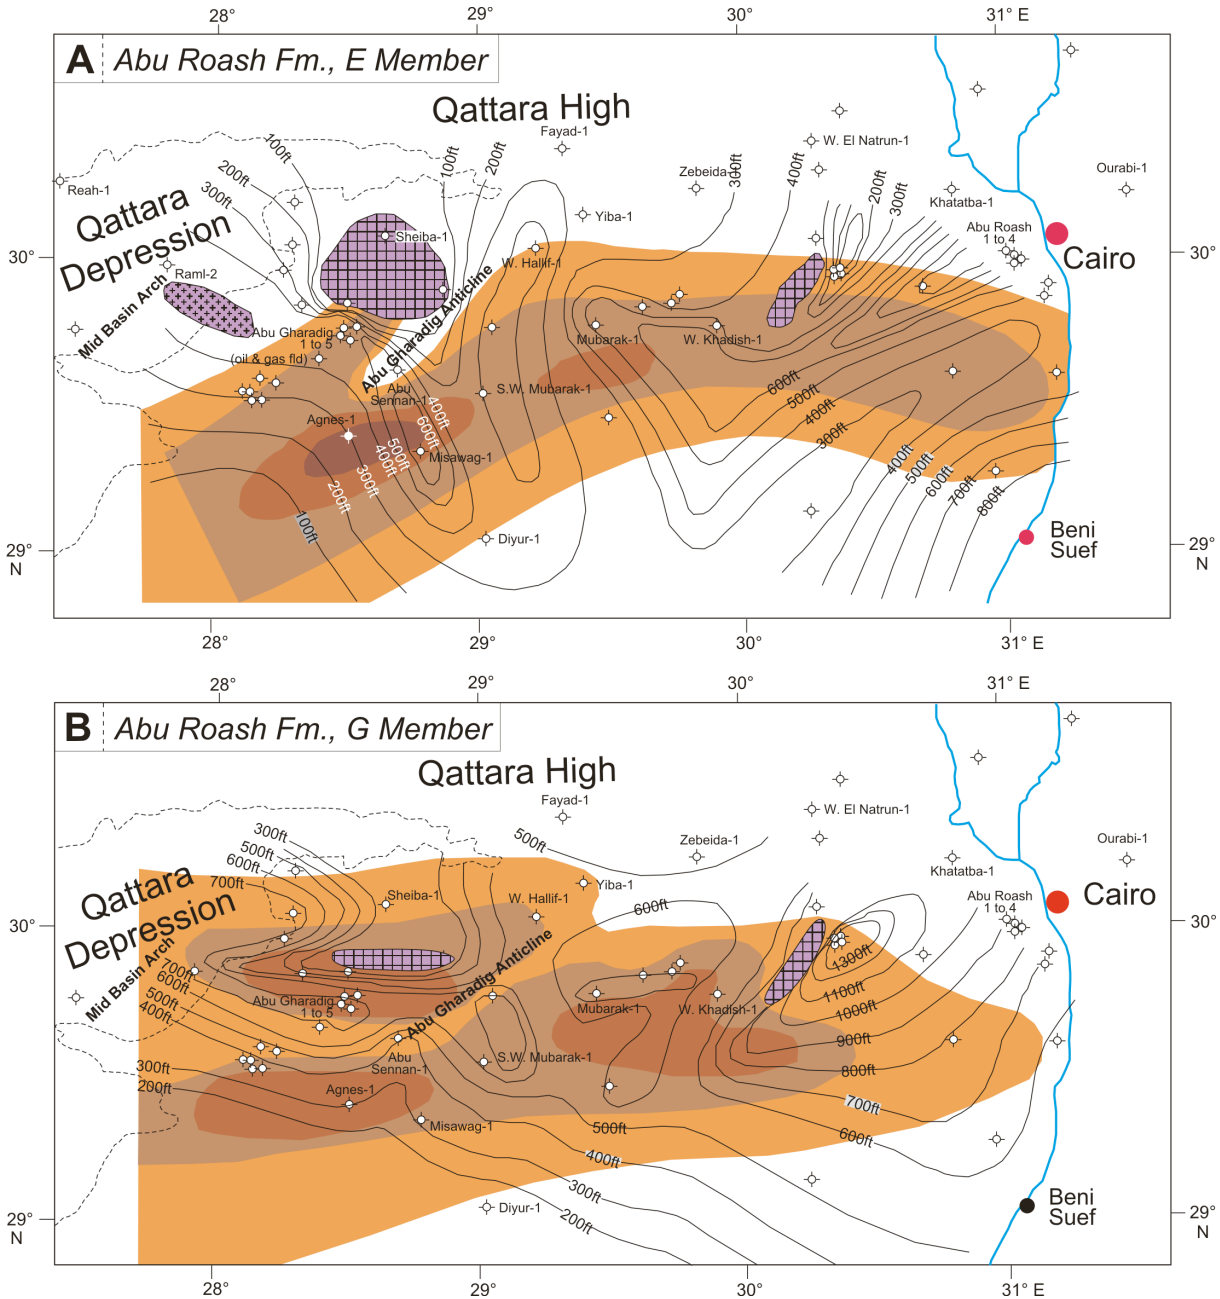 28°
29°
30°
31° E
A
Abu Roash Fm., E Member
Qattara High
Fayad-1
W. El Natrun-1
Zebeida-1
Ourabi-1
Reah-1
100ft
200ft
300ft
100ft
200ft
300ft
400ft
200ft
300ft
Khatatba-1
Qattara
Depression
Yiba-1
Sheiba-1
Abu Roash
1 to 4
Cairo
30°
30°
W. Hallif-1
Raml-2
Mid Basin Arch
Abu Gharadig Anticline
Abu Gharadig
1 to 5
(oil & gas fld)
Mubarak-1
W. Khadish-1
Abu
Sennan-1
S.W. Mubarak-1
600ft
500ft
400ft
300ft
Agnes-1
400ft
600ft
500ft
400ft
300ft
200ft
100ft
Misawag-1
400ft
500ft
600ft
700ft
800ft
Diyur-1
Beni
Suef
29°
N
29°
N
28°
29°
30°
31° E
28°
29°
30°
31° E
B
Abu Roash Fm., G Member
Qattara High
Fayad-1
W. El Natrun-1
Zebeida-1
Ourabi-1
300ft
500ft
600ft
700ft
500ft
Khatatba-1
Qattara
Depression
Yiba-1
Sheiba-1
W. Hallif-1
Abu Roash
1 to 4
Cairo
600ft
30°
30°
Mid Basin Arch
Abu Gharadig Anticline
700ft
600ft
500ft
400ft
300ft
200ft
1300ft
1100ft
1000ft
900ft
800ft
700ft
600ft
Abu Gharadig
1 to 5
Mubarak-1
W. Khadish-1
Abu
Sennan-1
S.W. Mubarak-1
Agnes-1
Misawag-1
500ft
400ft
300ft
200ft
Diyur-1
Beni
Suef
29°
N
29°
N
28°
29°
30°
31° E